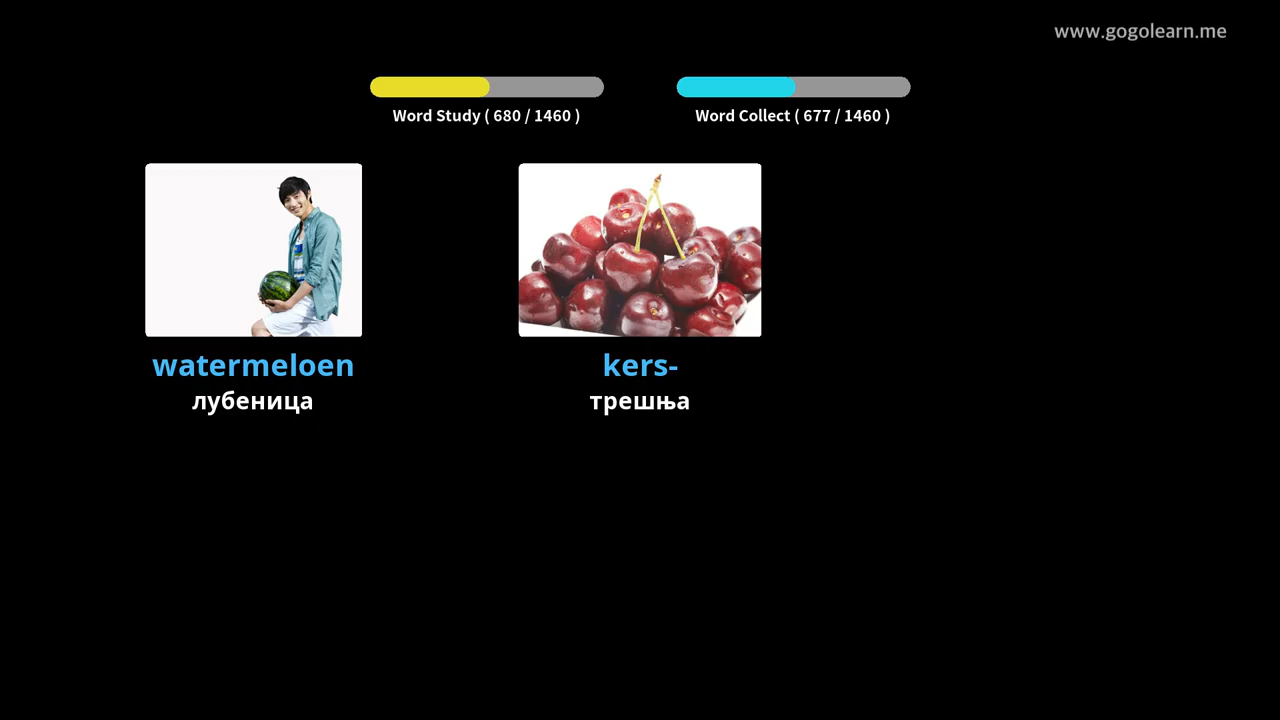 www.gogolearn.me
Word Study ( 680 / 1460 )
Word Collect ( 677 / 1460 )
watermeloen
лубеница
kers-
трешња